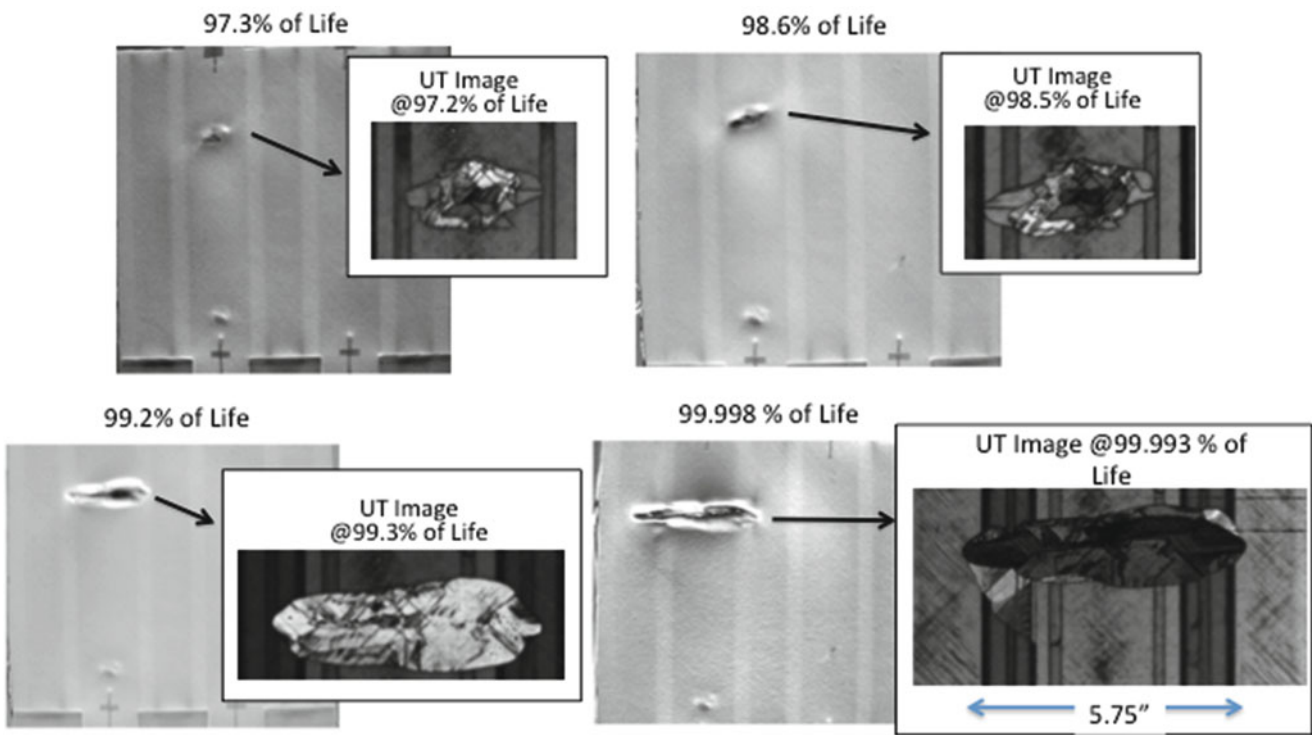 97.3% of Life
98.6% of Life
UT Image
@97.2% of Life
UT Image
@98.5% of Life
99.2% of Life
99.998 % of Life
UT Image
@99.3% of Life
UT Image @99.993 % of
Life
5.75″